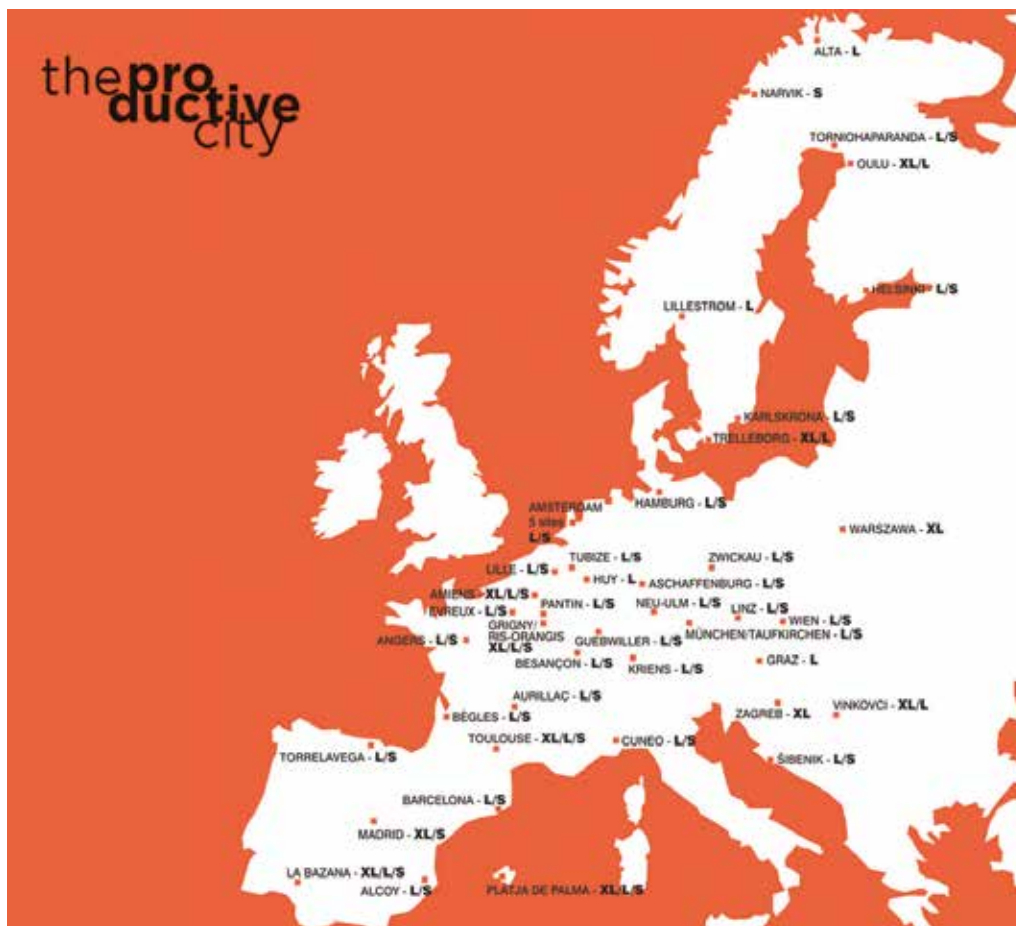 the pro
ductive
city
ALTA - L
NARVIK - S
TORNIOHAPARANDA - L/S
OULU - XL/L
HELSINKI - L/S
LILLESTRØM - L
KARLSKRONA - L/S
TRELLEBORG - XL/L
AMSTERDAM
5 sites
L/S
HAMBURG - L/S
WARSZAWA - XL
TUBIZE - L/S
ZWICKAU - L/S
LILLE - L/S
HUY - L
ASCHAFFENBURG - L/S
AMIENS - XL/L/S
PANTIN - L/S
NEU-ULM - L/S
LINZ - L/S
EVREUX - L/S
WIEN - L/S
GRIGNY/
RIS-ORANGIS
XL/L/S
MÜNCHEN/TAUFKIRCHEN - L/S
ANGERS - L/S
GUEBWILLER - L/S
BESANÇON - L/S
KRIENS - L/S
GRAZ - L
AURILLAC - L/S
BÈGLES - L/S
ZAGREB - XL
VINKOVCI - XL/L
TOULOUSE - XL/L/S
CUNEO - L/S
TORRELAVEGA - L/S
ŠIBENIK - L/S
BARCELONA - L/S
MADRID - XL/S
LA BAZANA - XL/L/S
ALCOY - L/S
PLATJA DE PALMA - XL/L/S